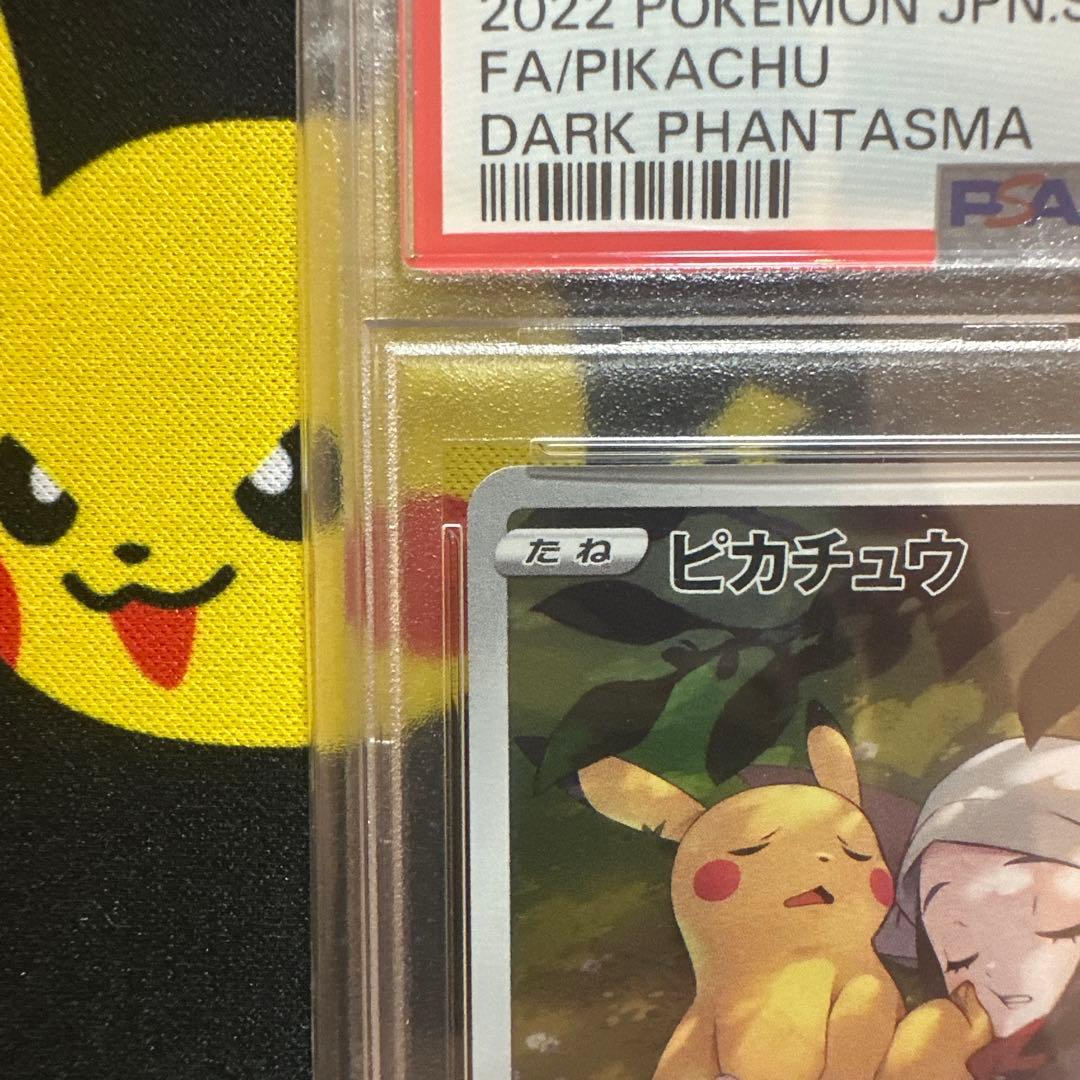 2022 POKEMON JPN.S
FA/PIKACHU
DARK PHANTASMA
PSA
たね ピカチュウ